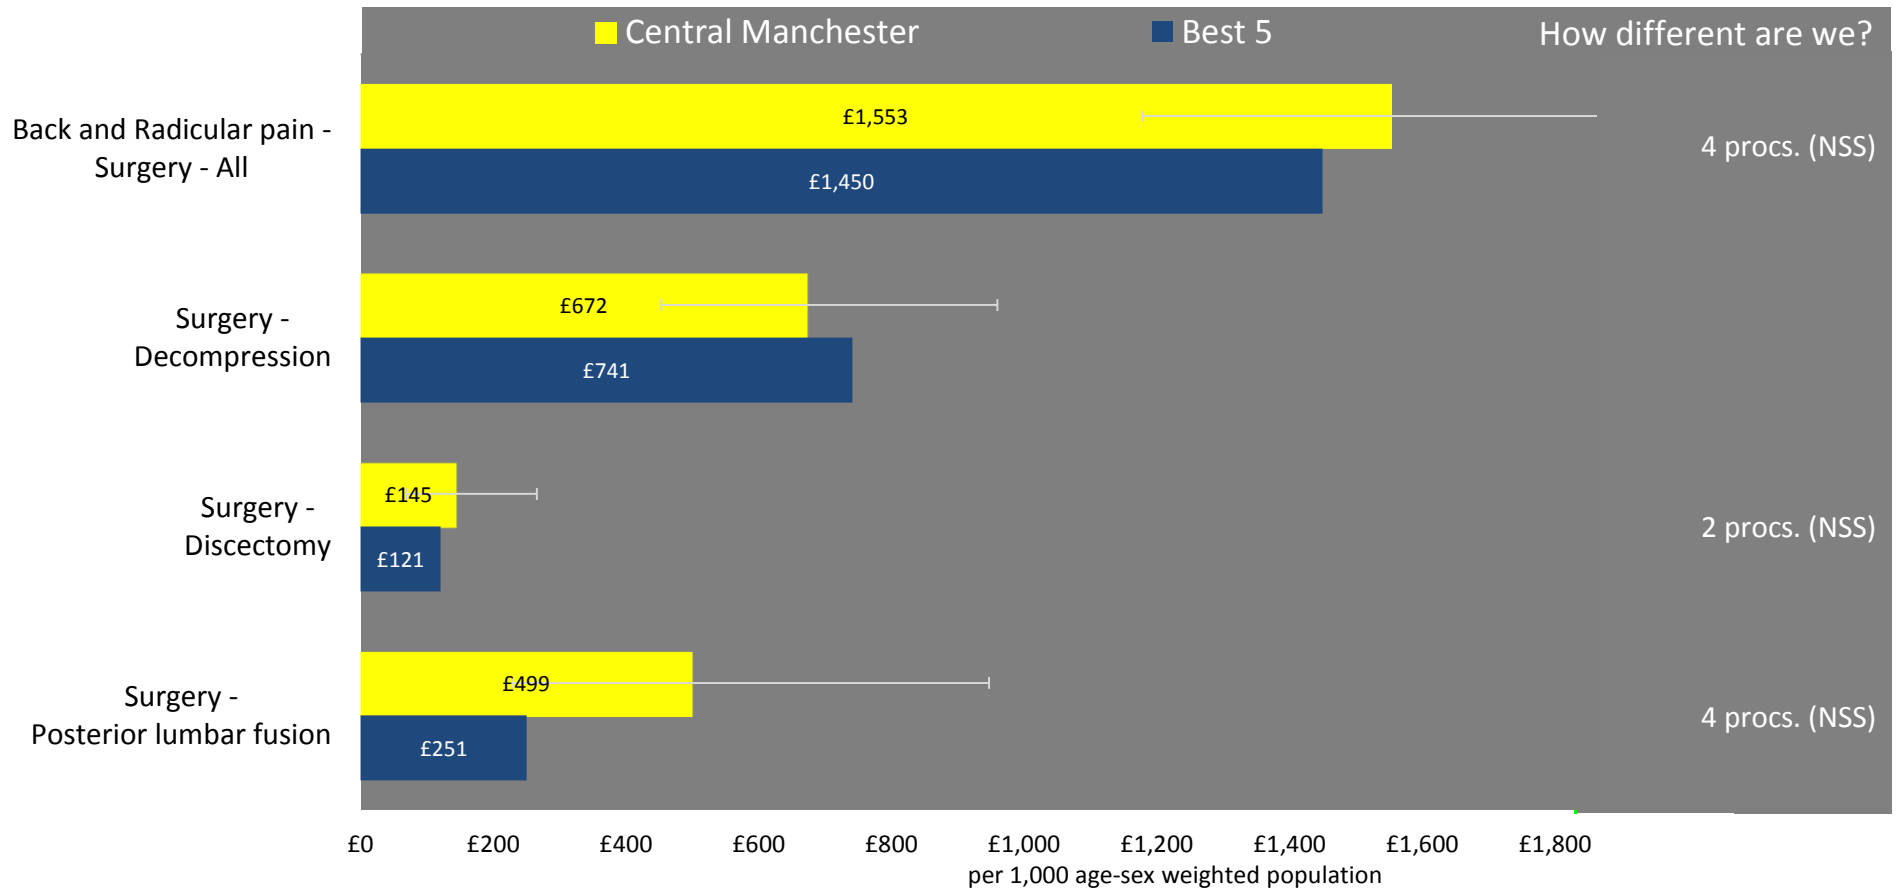 Central Manchester
Best 5
How different are we?
Back and Radicular pain -
Surgery - All
£1,553
£1,450
4 procs. (NSS)
Surgery -
Decompression
£672
£741
Surgery -
Discectomy
£145
£121
2 procs. (NSS)
Surgery -
Posterior lumbar fusion
£499
£251
4 procs. (NSS)
£0 £200 £400 £600 £800 £1,000 £1,200 £1,400 £1,600 £1,800
per 1,000 age-sex weighted population